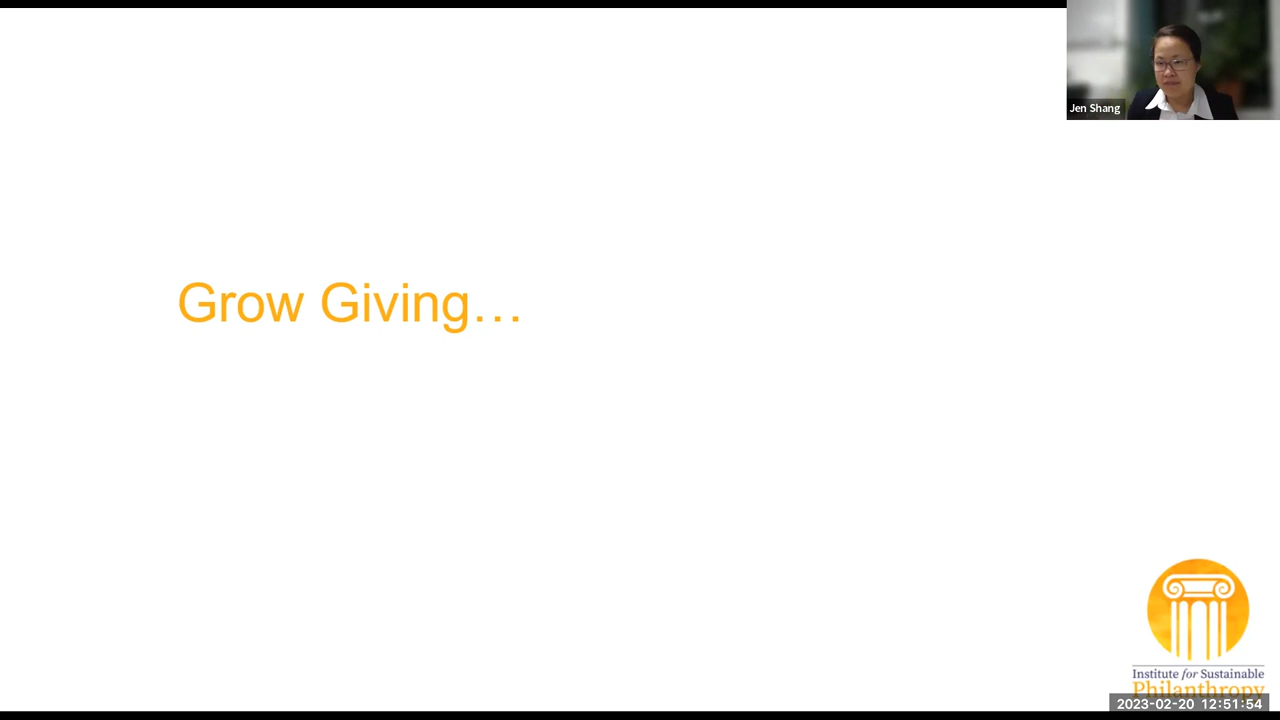 Jen Shang
Grow Giving…
Institute for Sustainable
Philanthropy
2023-02-20 12:51:54